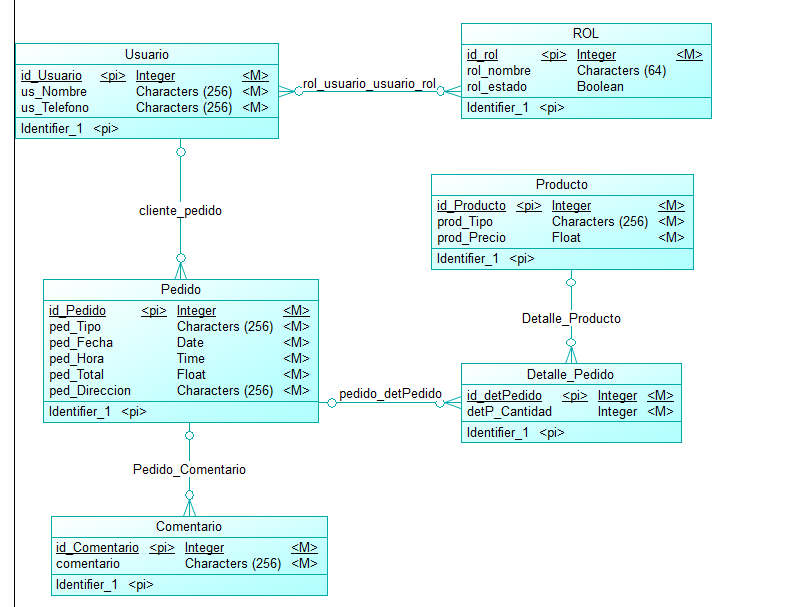 Usuario
id_Usuario <pi> Integer <M>
us_Nombre Characters (256) <M>
us_Telefono Characters (256) <M>
Identifier_1 <pi>
rol_usuario_usuario_rol
ROL
id_rol <pi> Integer <M>
rol_nombre Characters (64)
rol_estado Boolean
Identifier_1 <pi>
cliente_pedido
Producto
id_Producto <pi> Integer <M>
prod_Tipo Characters (256) <M>
prod_Precio Float <M>
Identifier_1 <pi>
Pedido
id_Pedido <pi> Integer <M>
ped_Tipo Characters (256) <M>
ped_Fecha Date <M>
ped_Hora Time <M>
ped_Total Float <M>
ped_Direccion Characters (256) <M>
Identifier_1 <pi>
Detalle_Producto
pedido_detPedido
Detalle_Pedido
id_detPedido <pi> Integer <M>
detP_Cantidad Integer <M>
Identifier_1 <pi>
Pedido_Comentario
Comentario
id_Comentario <pi> Integer <M>
comentario Characters (256) <M>
Identifier_1 <pi>